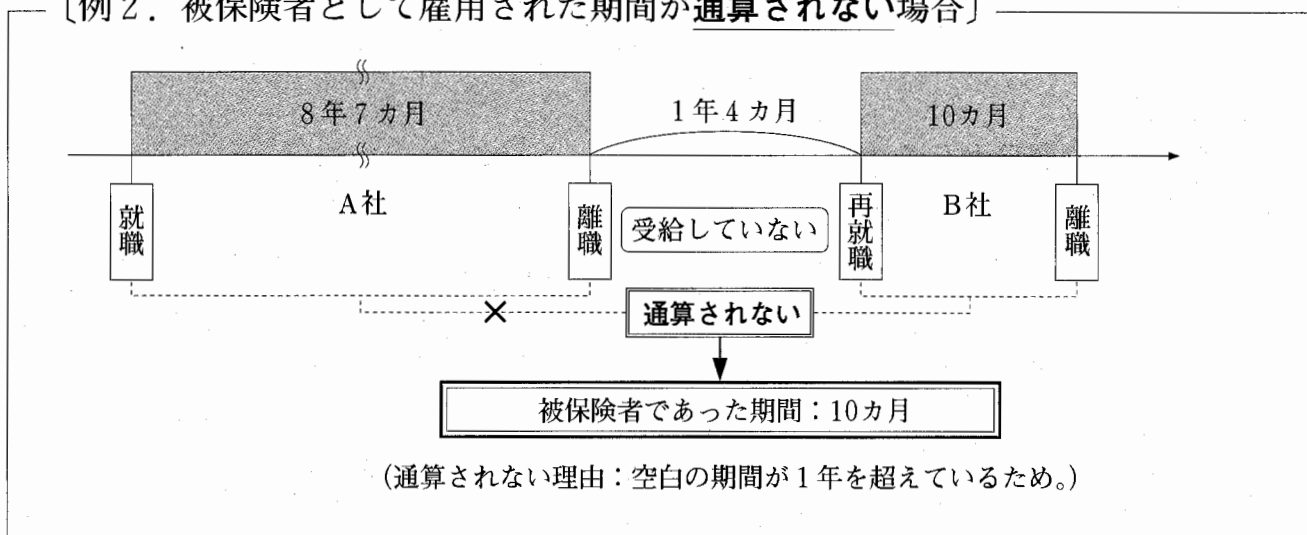 〔例2．被保険者として雇用された期間が通算されない場合〕
8年7カ月
1年4カ月
10カ月
就職
A社
離職
受給していない
再就職
B社
離職
×
通算されない
被保険者であった期間：10カ月
（通算されない理由：空白の期間が1年を超えているため。）